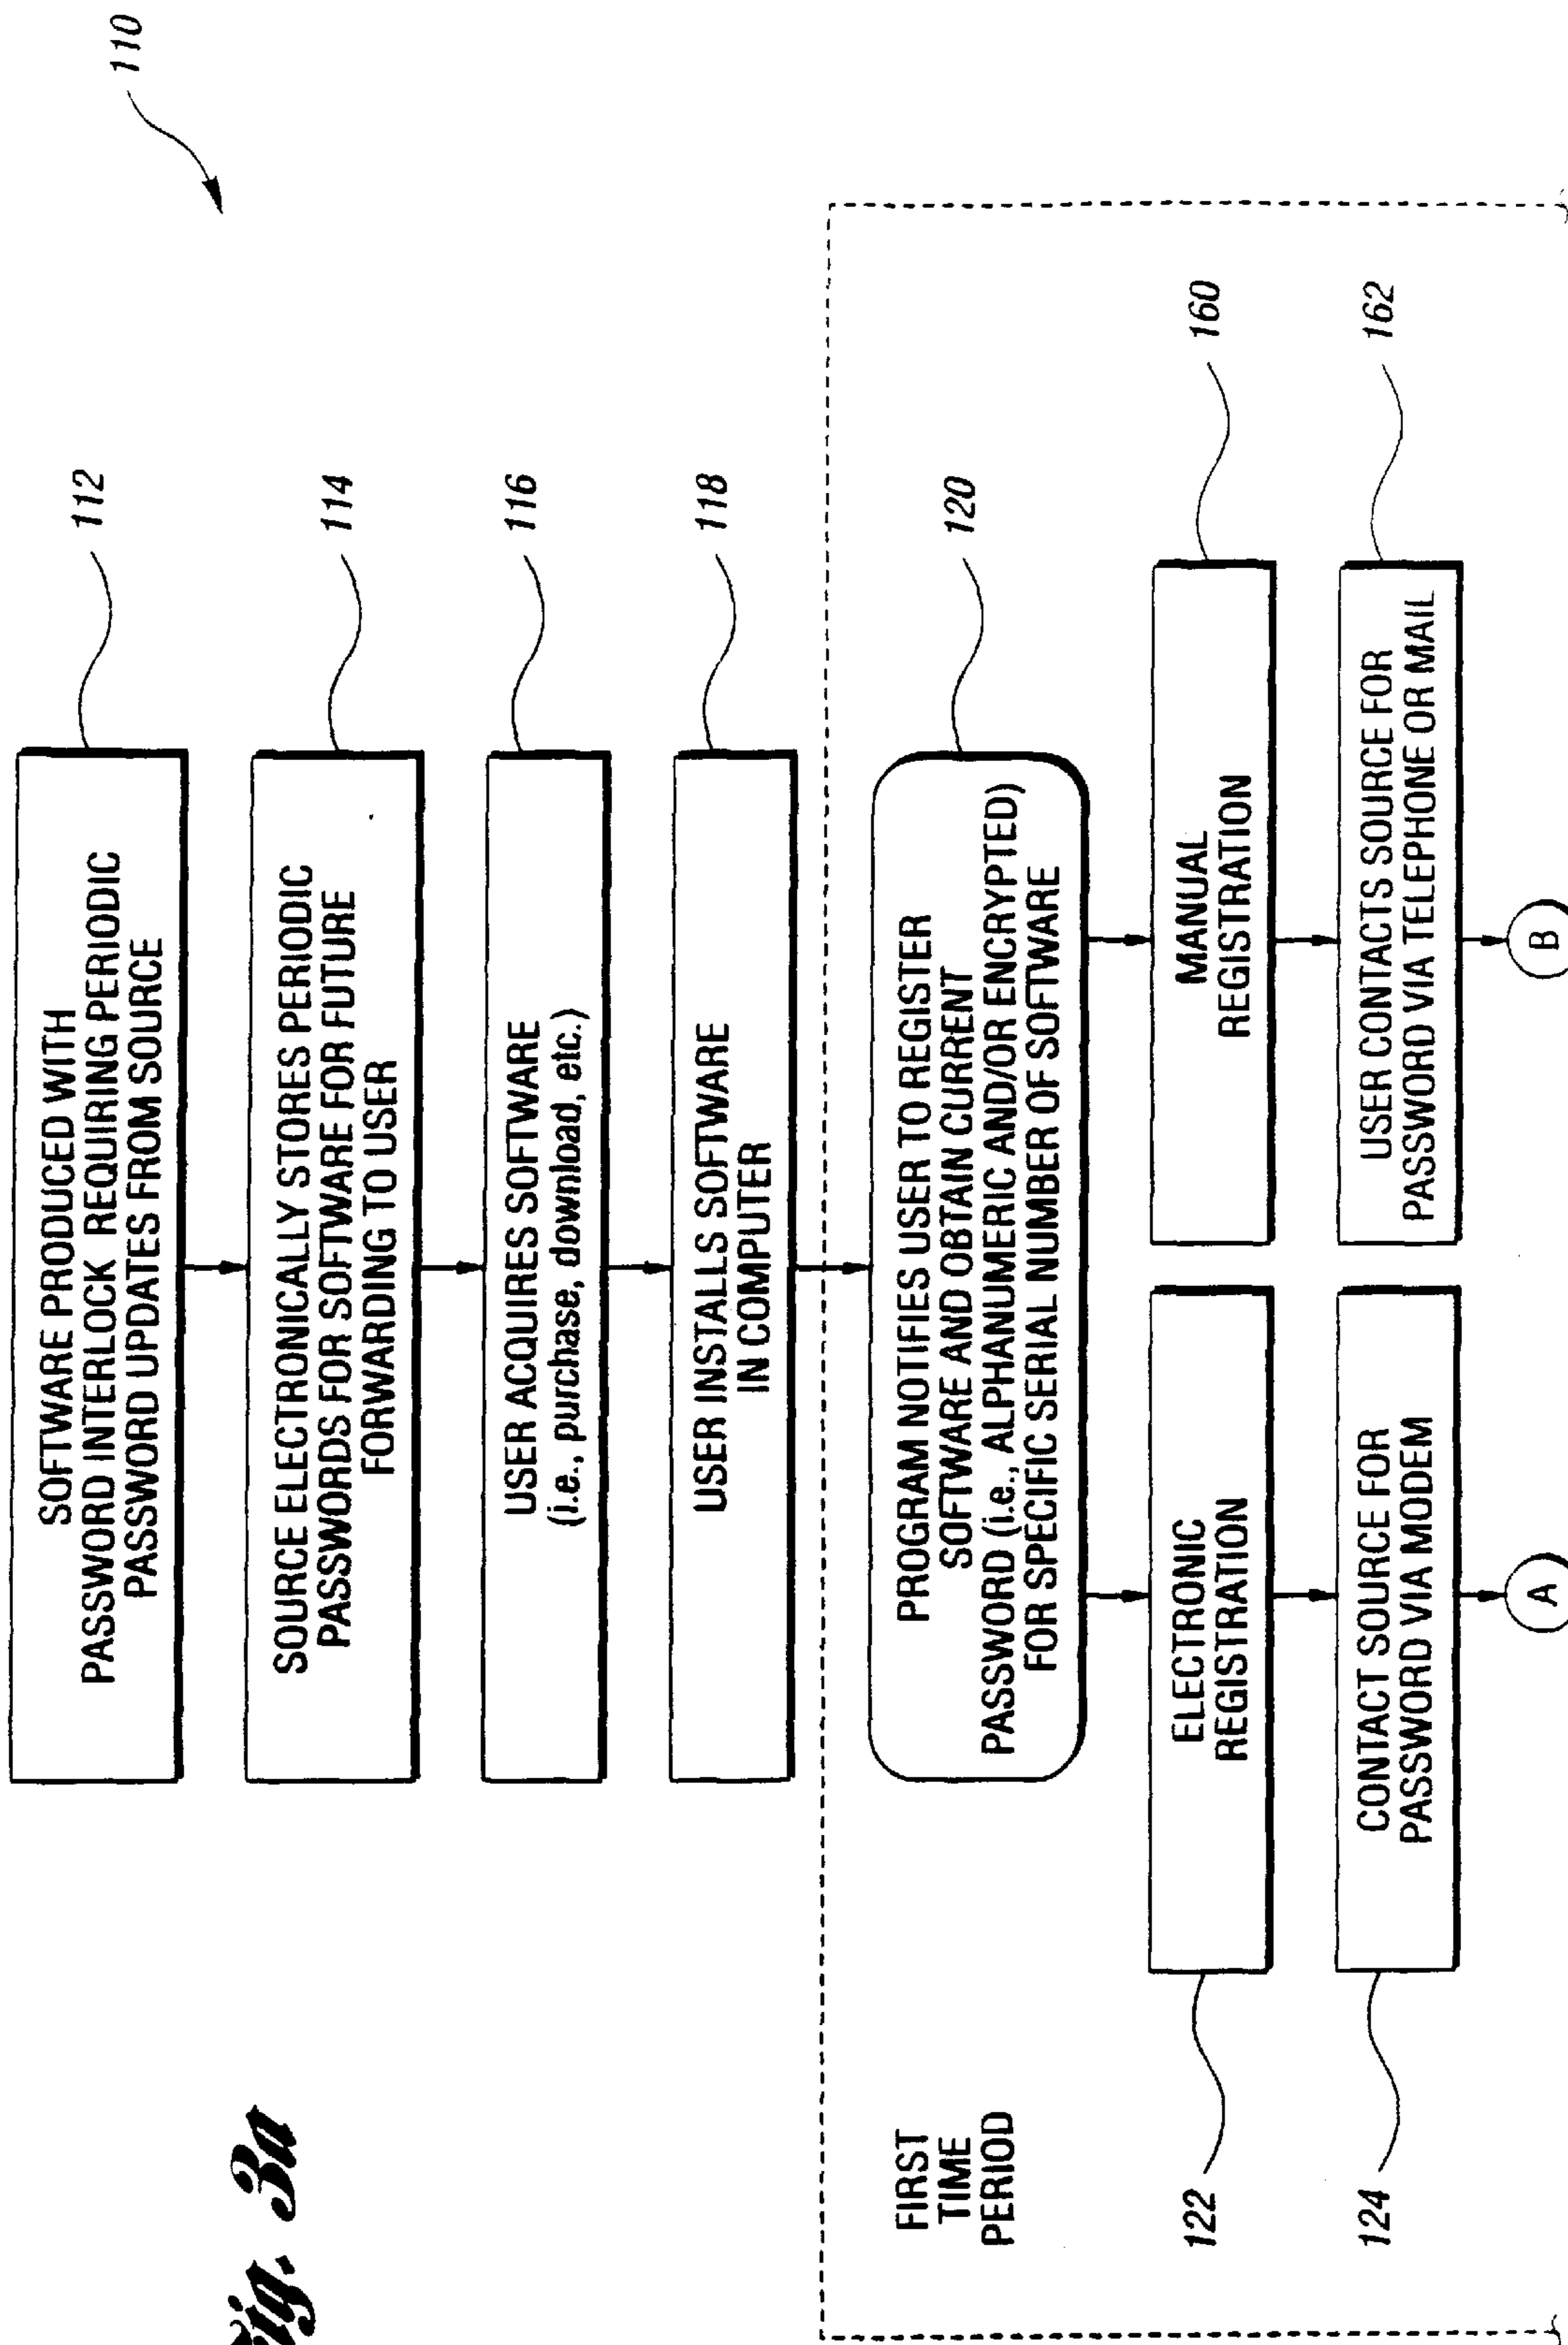 110
SOFTWARE PRODUCED WITH
PASSWORD INTERLOCK REQUIRING PERIODIC
PASSWORD UPDATES FROM SOURCE
112
SOURCE ELECTRONICALLY STORES PERIODIC
PASSWORDS FOR SOFTWARE FOR FUTURE
FORWARDING TO USER
114
USER ACQUIRES SOFTWARE
(i.e., purchase, download, etc.)
116
USER INSTALLS SOFTWARE
IN COMPUTER
118
FIRST
TIME
PERIOD
PROGRAM NOTIFIES USER TO REGISTER
SOFTWARE AND OBTAIN CURRENT
PASSWORD (i.e., ALPHANUMERIC AND/OR ENCRYPTED)
FOR SPECIFIC SERIAL NUMBER OF SOFTWARE
120
122
ELECTRONIC
REGISTRATION
MANUAL
REGISTRATION
160
124
CONTACT SOURCE FOR
PASSWORD VIA MODEM
USER CONTACTS SOURCE FOR
PASSWORD VIA TELEPHONE OR MAIL
162
A
B
Fig. 3a